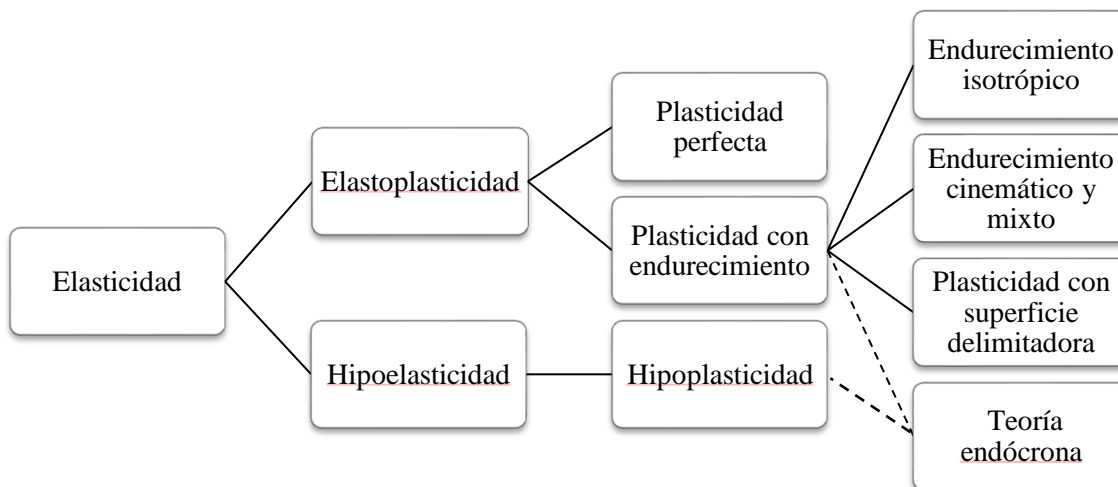 Elasticidad
Elastoplasticidad
Hipoelasticidad
Plasticidad
perfecta
Plasticidad con
endurecimiento
Hipoplasticidad
Endurecimiento
isotrópico
Endurecimiento
cinemático y
mixto
Plasticidad con
superficie
delimitadora
Teoría
endócrona